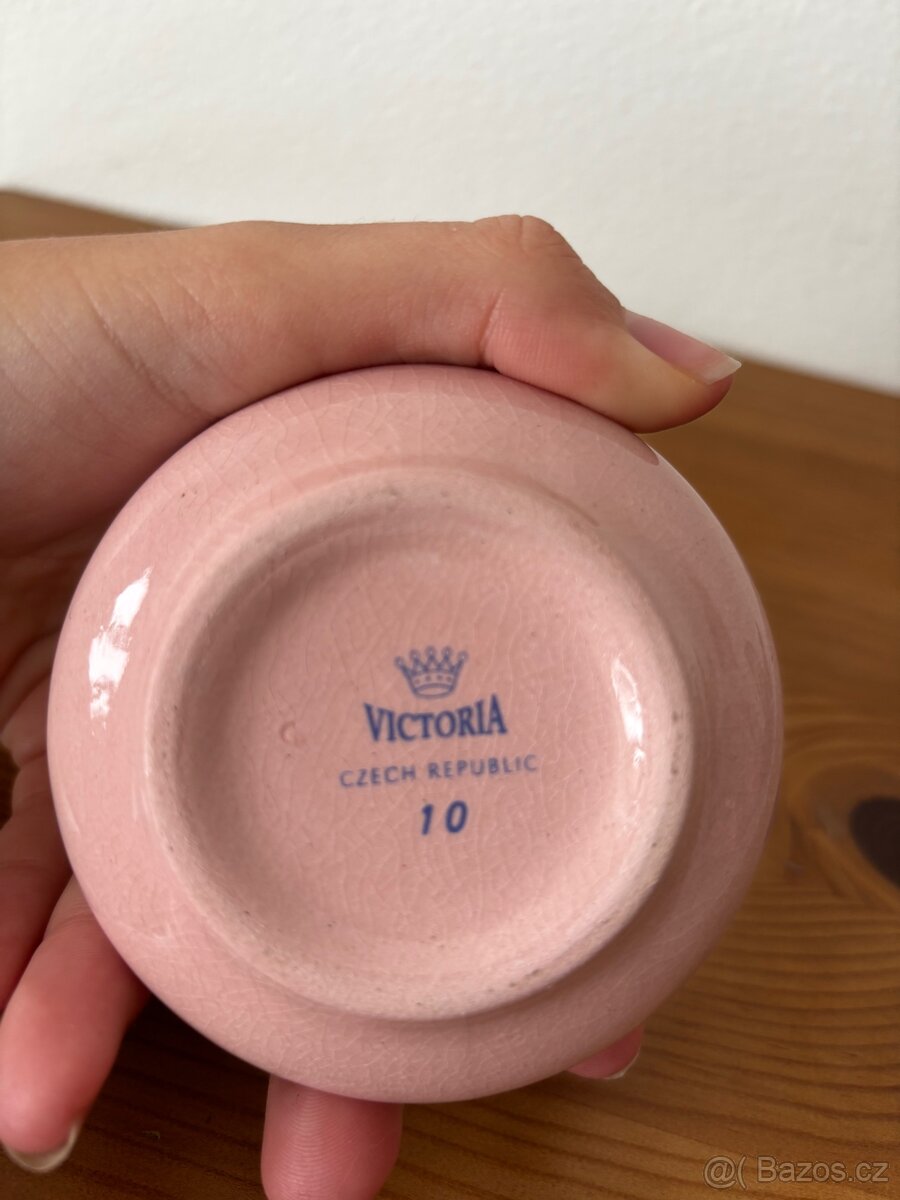 VICTORIA
CZECH REPUBLIC
10
@( Bazos.cz